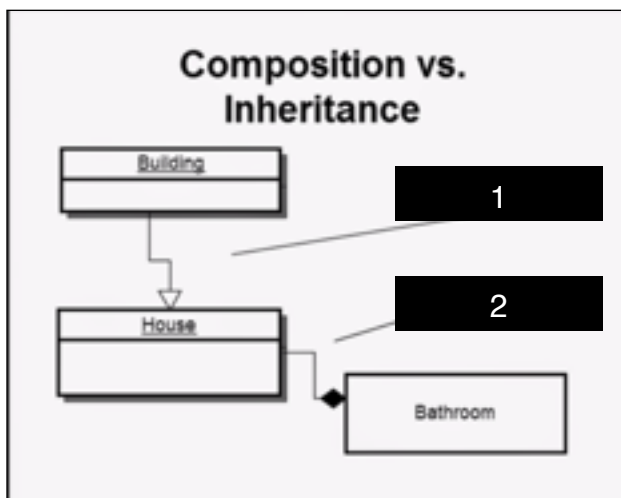 Composition vs.
Inheritance
Building
1
House
2
Bathroom